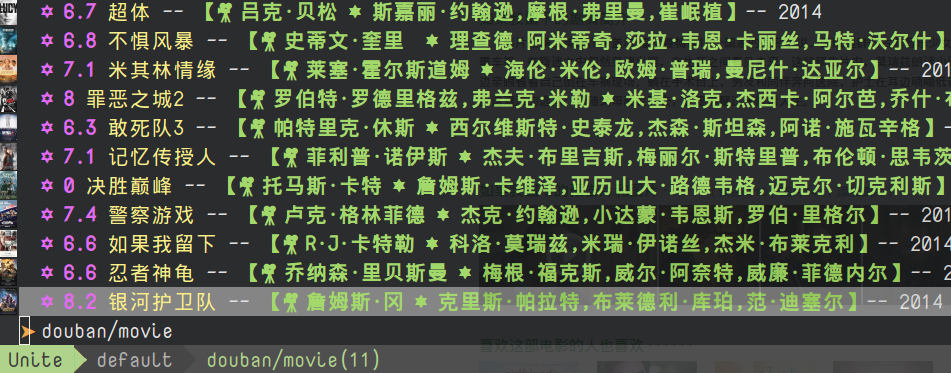 ✡ 6.7 超体 -- 【🎥 吕克·贝松 ✶ 斯嘉丽·约翰逊,摩根·弗里曼,崔岷植】-- 2014
✡ 6.8 不惧风暴 -- 【🎥 史蒂文·奎里 ✶ 理查德·阿米蒂奇,莎拉·韦恩·卡丽丝,马特·沃尔什】
✡ 7.1 米其林情缘 -- 【🎥 莱塞·霍尔斯道姆 ✶ 海伦·米伦,欧姆·普瑞,曼尼什·达亚尔】-- 201
✡ 8 罪恶之城2 -- 【🎥 罗伯特·罗德里格兹,弗兰克·米勒 ✶ 米基·洛克,杰西卡·阿尔芭,乔什·
✡ 6.3 敢死队3 -- 【🎥 帕特里克·休斯 ✶ 西尔维斯特·史泰龙,杰森·斯坦森,阿诺·施瓦辛格】-
✡ 7.1 记忆传授人 -- 【🎥 菲利普·诺伊斯 ✶ 杰夫·布里吉斯,梅丽尔·斯特里普,布伦顿·思韦茨
✡ 0 决胜巅峰 -- 【🎥 托马斯·卡特 ✶ 詹姆斯·卡维泽,亚历山大·路德韦格,迈克尔·切克利斯】
✡ 7.4 警察游戏 -- 【🎥 卢克·格林菲德 ✶ 杰克·约翰逊,小达蒙·韦恩斯,罗伯·里格尔】-- 201
✡ 6.6 如果我留下 -- 【🎥 R·J·卡特勒 ✶ 科洛·莫瑞兹,米瑞·伊诺丝,杰米·布莱克利】-- 2014
✡ 6.6 忍者神龟 -- 【🎥 乔纳森·里贝斯曼 ✶ 梅根·福克斯,威尔·阿奈特,威廉·菲德内尔】-- 2
✡ 8.2 银河护卫队 -- 【🎥 詹姆斯·冈 ✶ 克里斯·帕拉特,布莱德利·库珀,范·迪塞尔】-- 2014
➤ douban/movie
喜欢这部电影的人也喜欢
Unite default douban/movie(11)